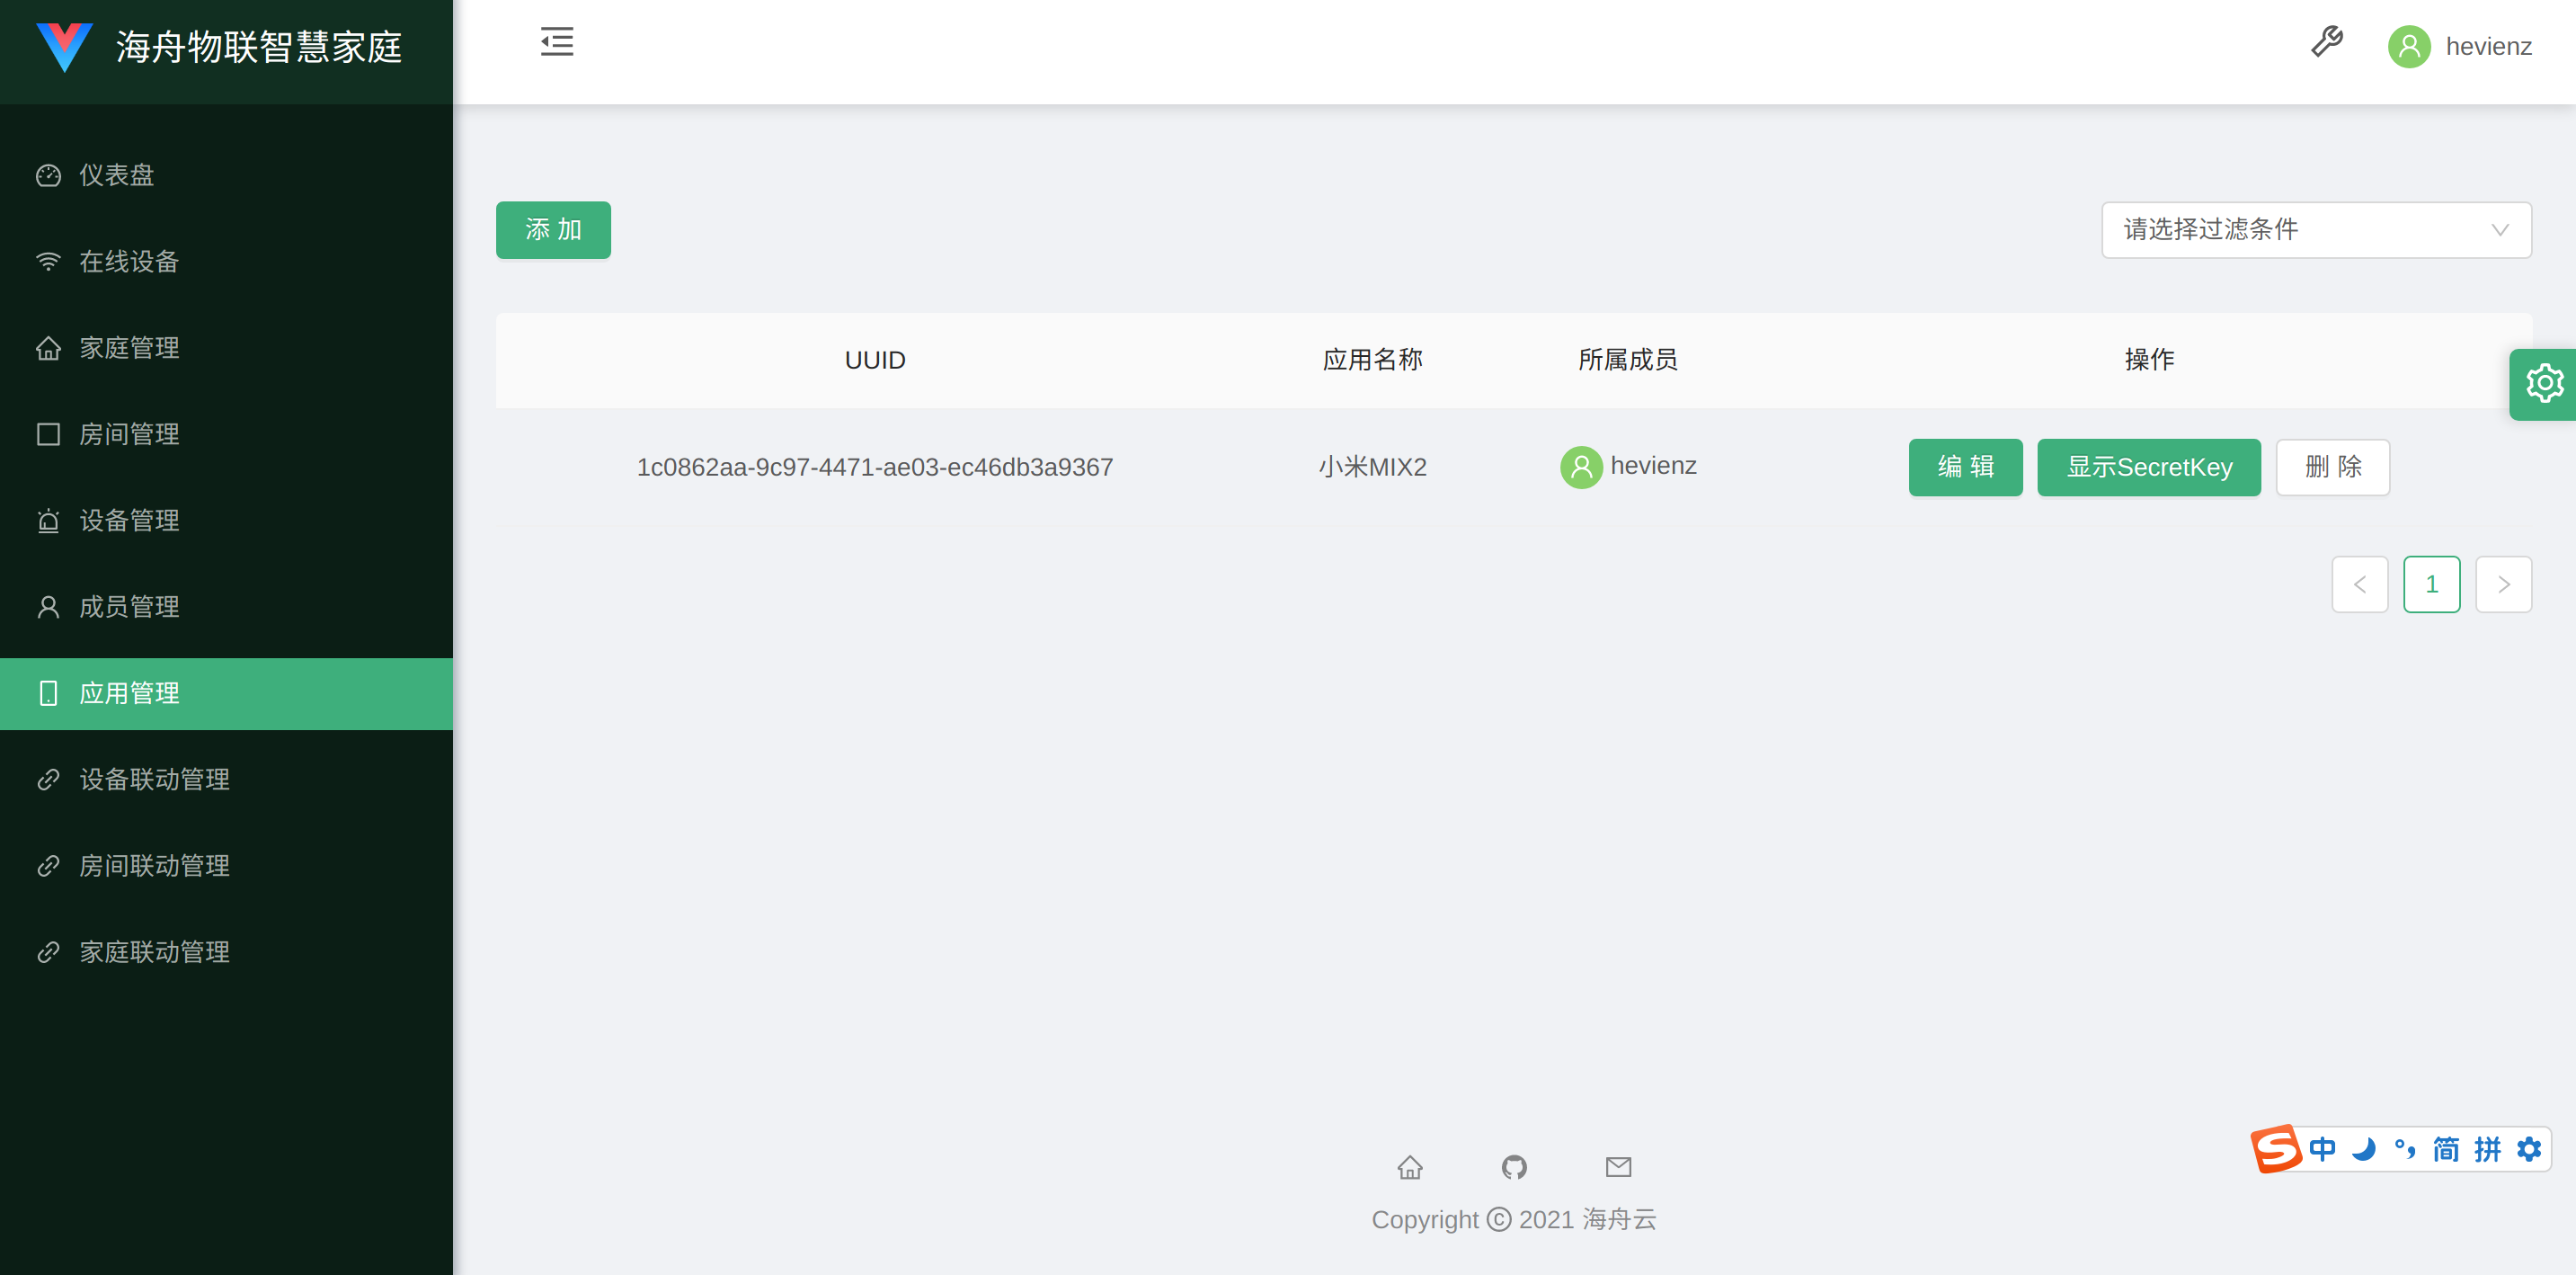 海舟物联智慧家庭
hevienz
仪表盘
在线设备
家庭管理
房间管理
设备管理
成员管理
应用管理
设备联动管理
房间联动管理
家庭联动管理
添 加
请选择过滤条件
UUID 应用名称 所属成员 操作
1c0862aa-9c97-4471-ae03-ec46db3a9367 小米MIX2 hevienz 编 辑 显示SecretKey 删 除
1
中 °, 简 拼
Copyright © 2021 海舟云